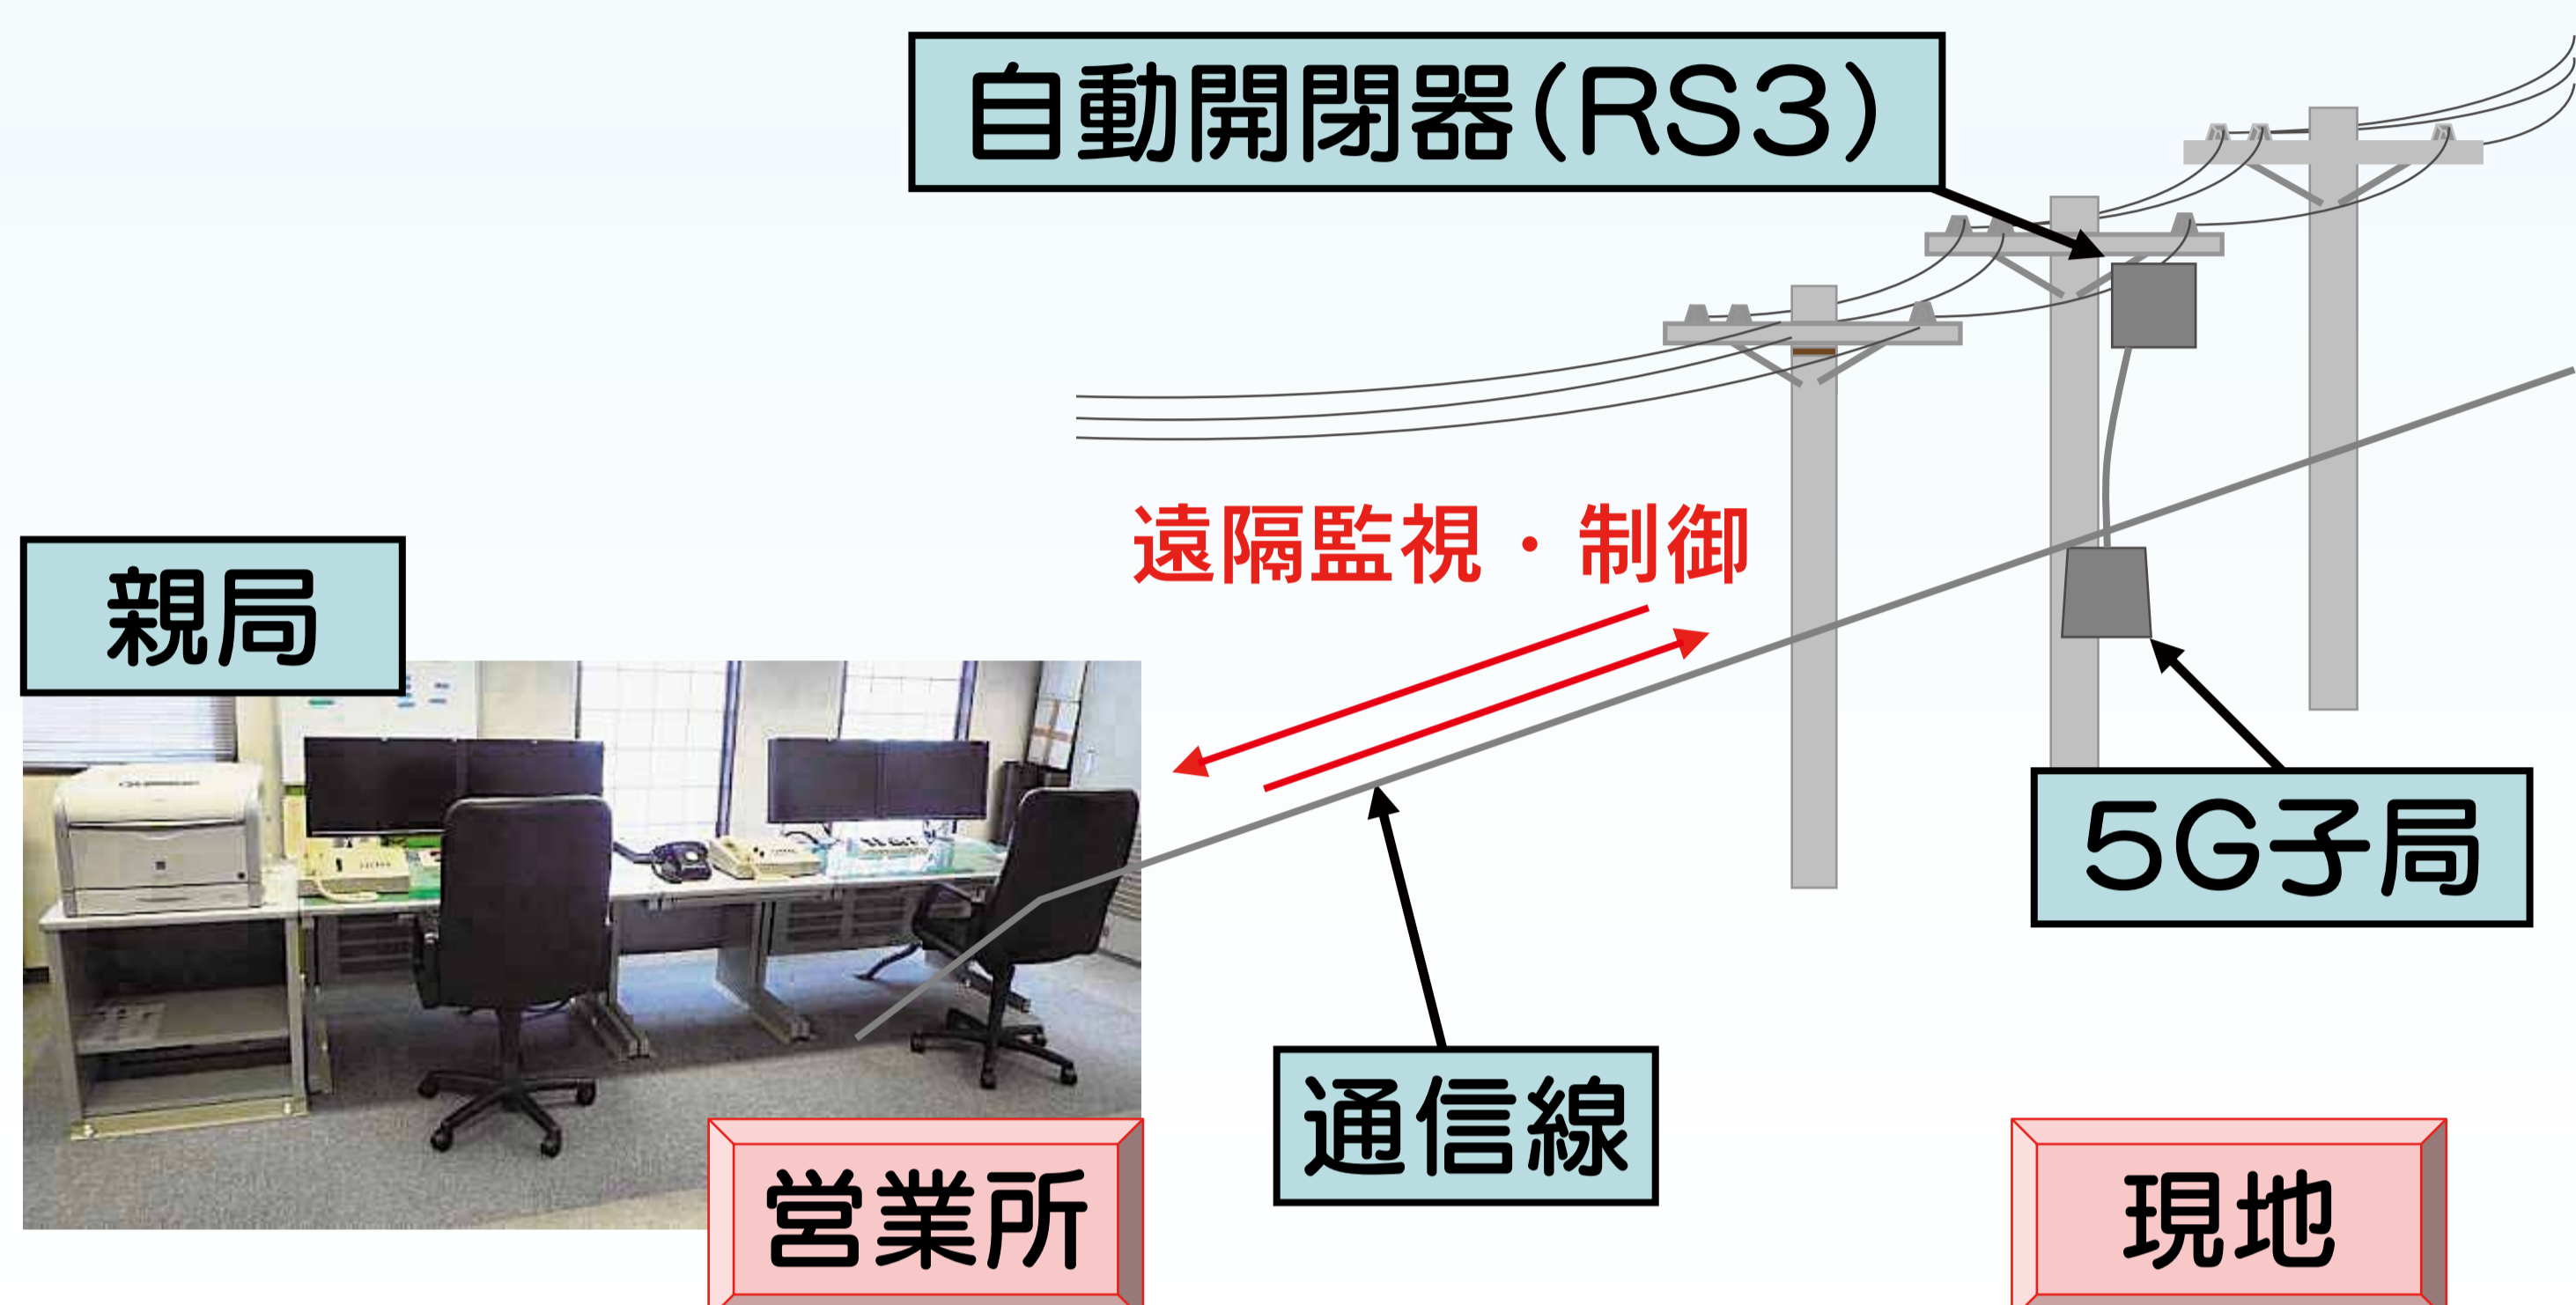 自動開閉器(RS3)
遠隔監視・制御
親局
5G子局
通信線
営業所
現地